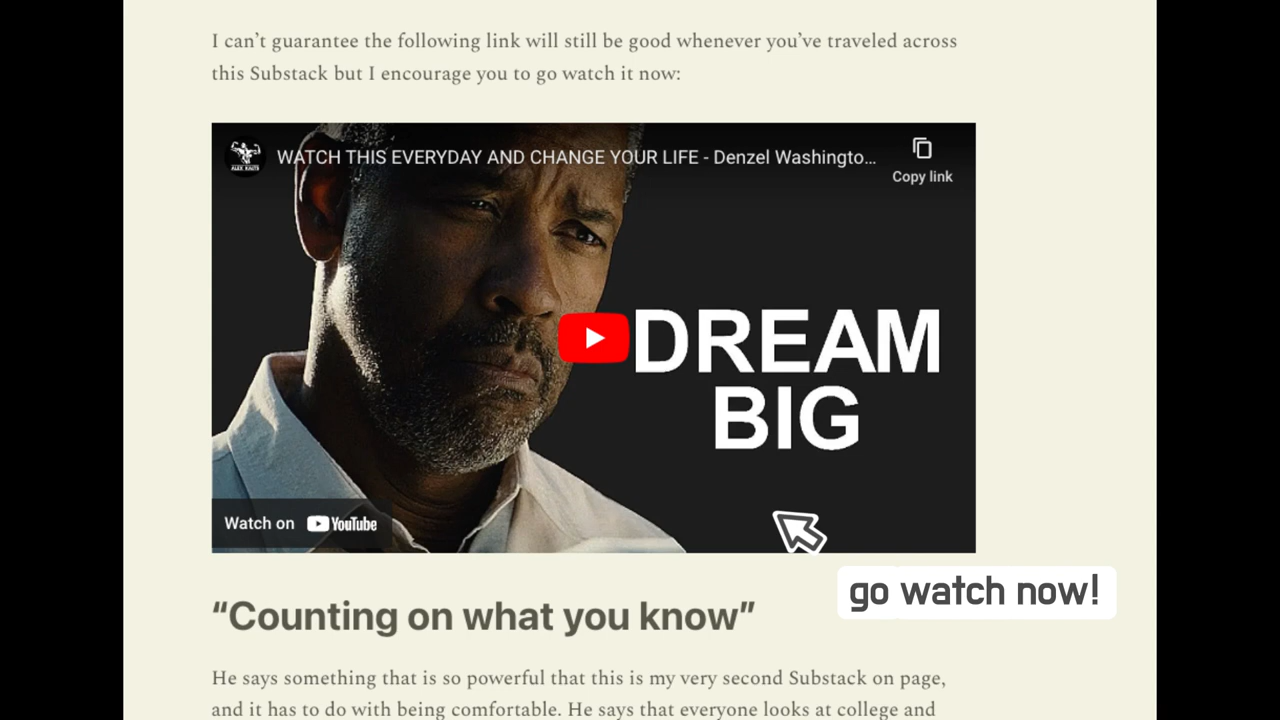 I can’t guarantee the following link will still be good whenever you’ve traveled across
this Substack but I encourage you to go watch it now:
WATCH THIS EVERYDAY AND CHANGE YOUR LIFE - Denzel Washingto...
Copy link
DREAM
BIG
Watch on YouTube
go watch now!
“Counting on what you know”
He says something that is so powerful that this is my very second Substack on page,
and it has to do with being comfortable. He says that everyone looks at college and